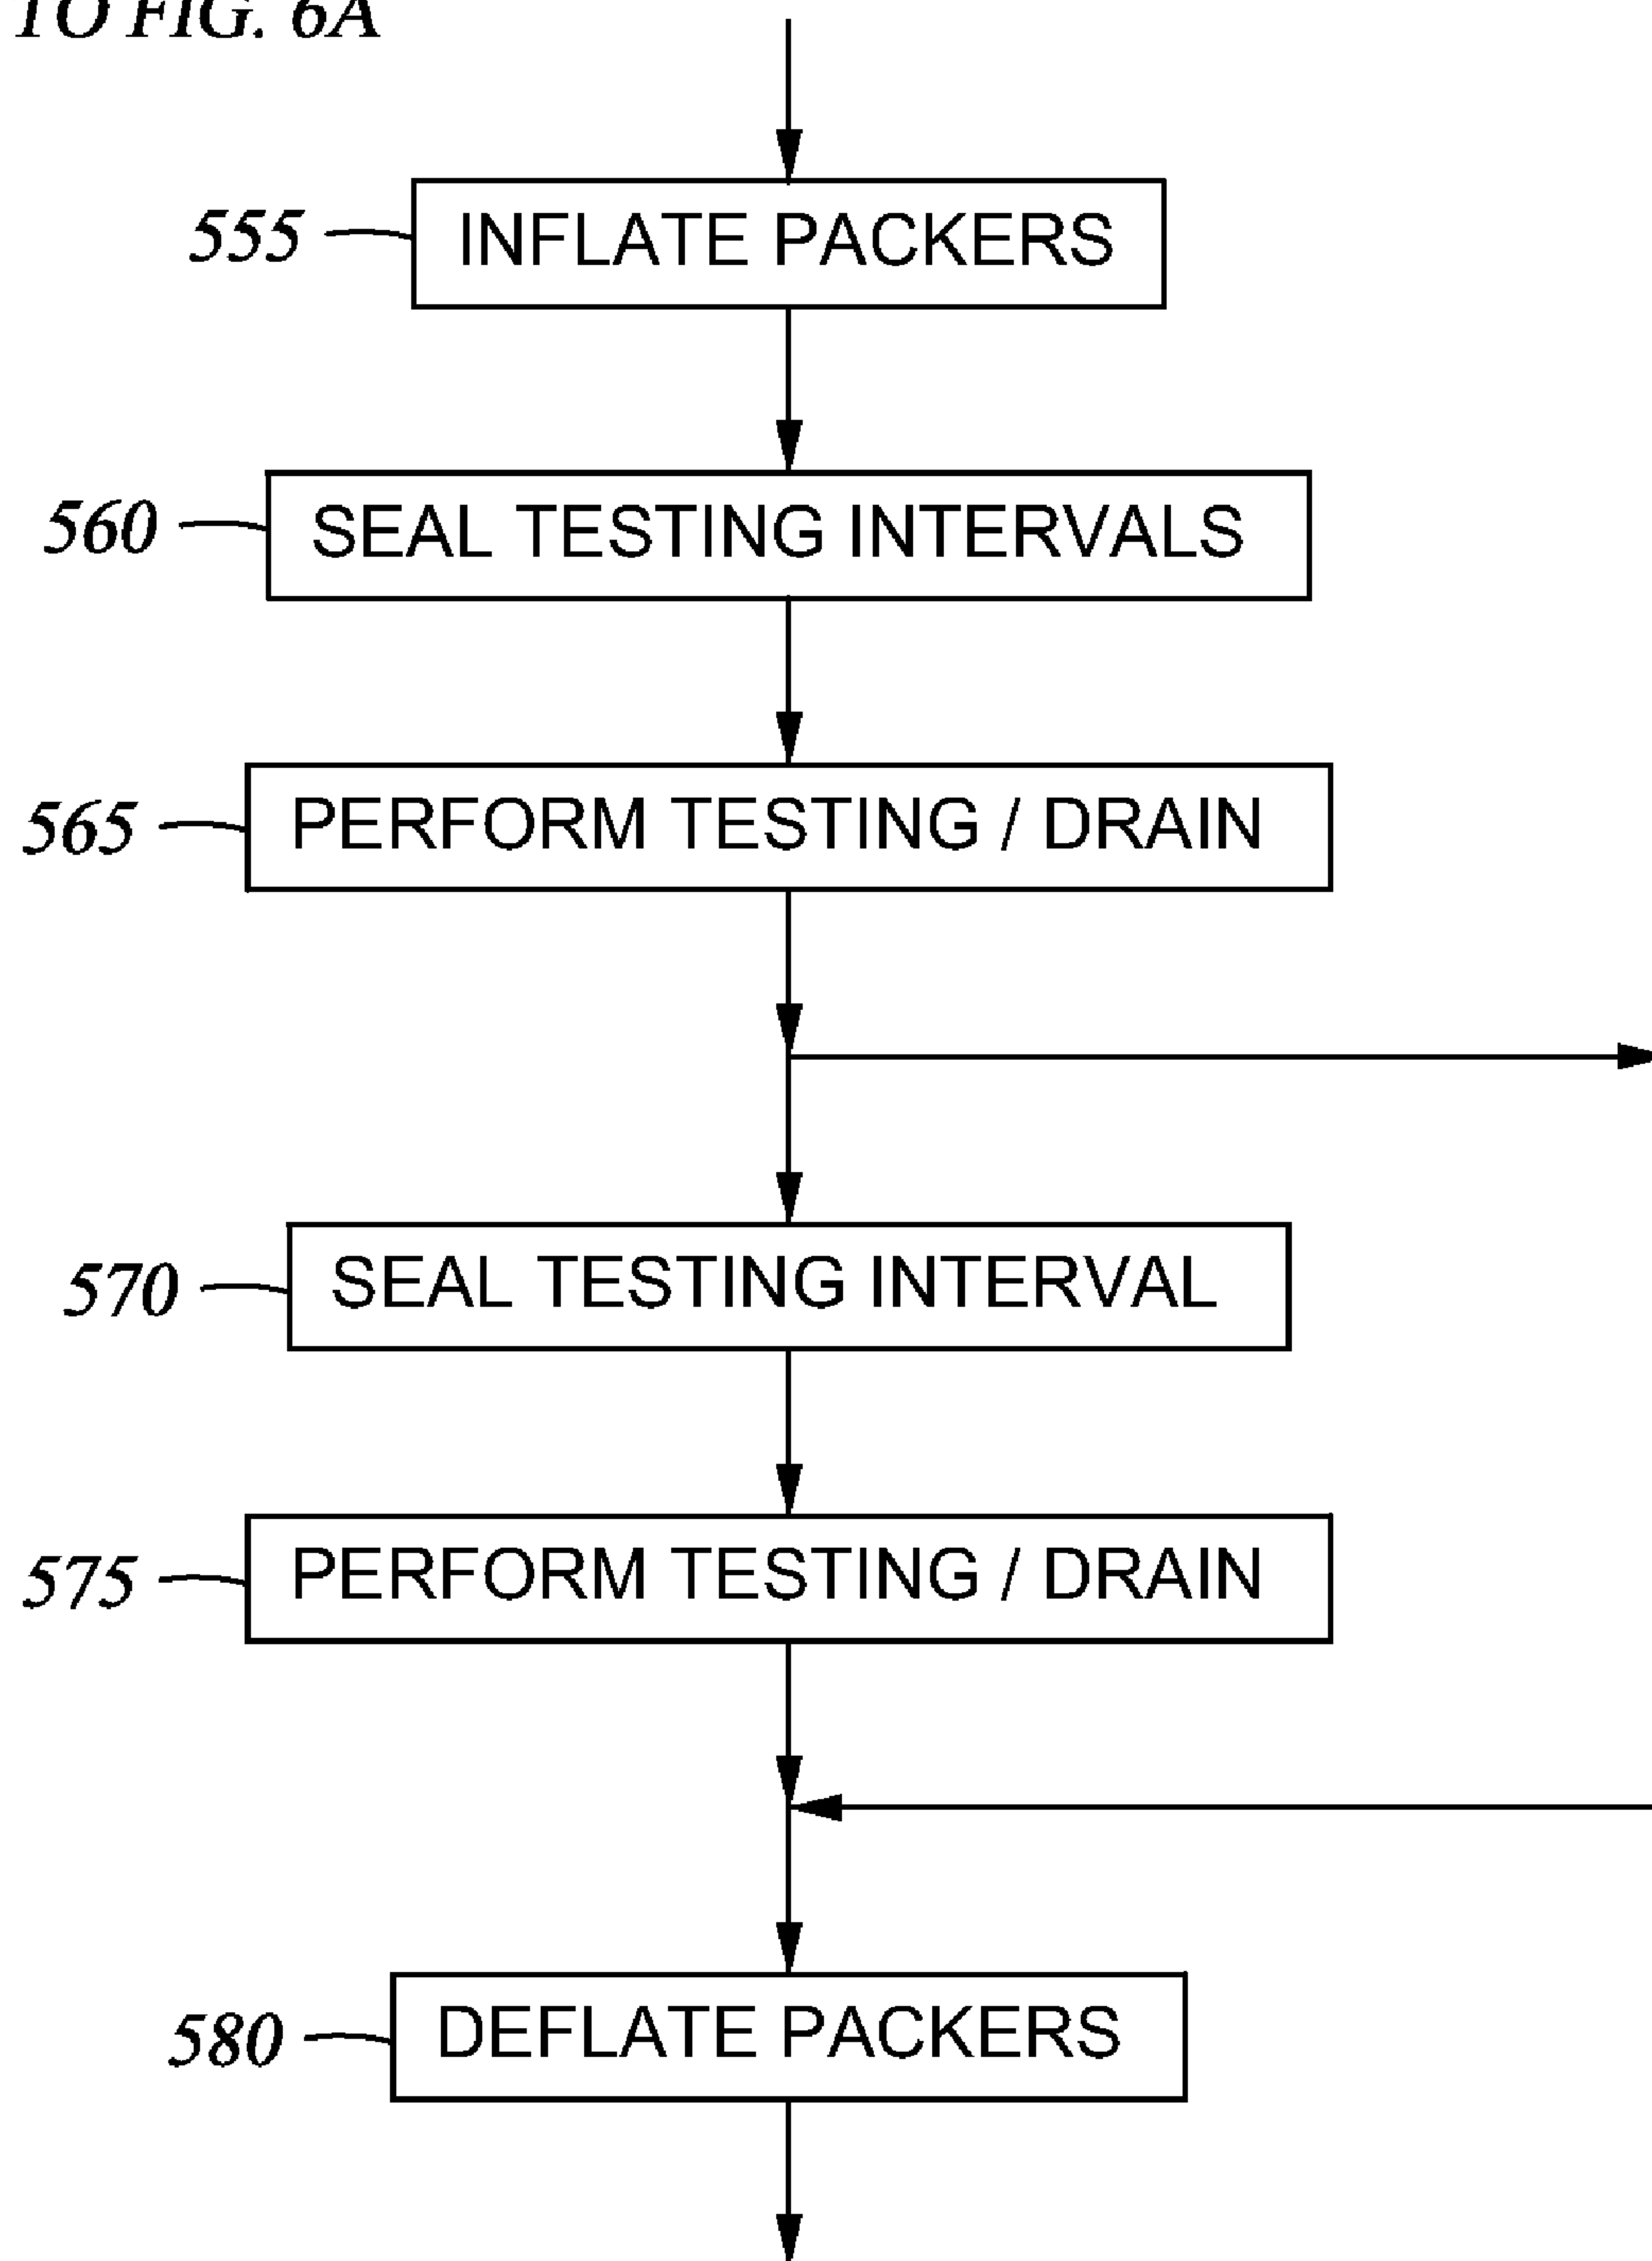 TO FIG. 6A
555 INFLATE PACKERS
560 SEAL TESTING INTERVALS
565 PERFORM TESTING / DRAIN
570 SEAL TESTING INTERVAL
575 PERFORM TESTING / DRAIN
580 DEFLATE PACKERS